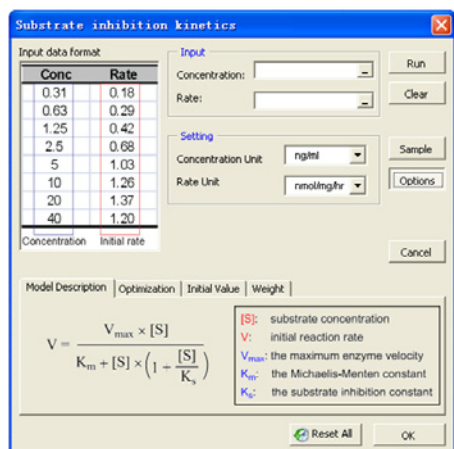 Substrate inhibition kinetics
Input data format
Conc Rate
0.31 0.18
0.63 0.29
1.25 0.42
2.5 0.68
5 1.03
10 1.26
20 1.37
40 1.20
Concentration Initial rate
Input
Concentration:
Rate:
Setting
Concentration Unit ng/ml
Rate Unit nmol/mg/hr
Run
Clear
Sample
Options
Cancel
Model Description Optimization Initial Value Weight
V = Vmax × [S] / Km + [S] × (1 + [S] / Ks)
[S]: substrate concentration
V: initial reaction rate
Vmax: the maximum enzyme velocity
Km: the Michaelis-Menten constant
Ks: the substrate inhibition constant
Reset All OK